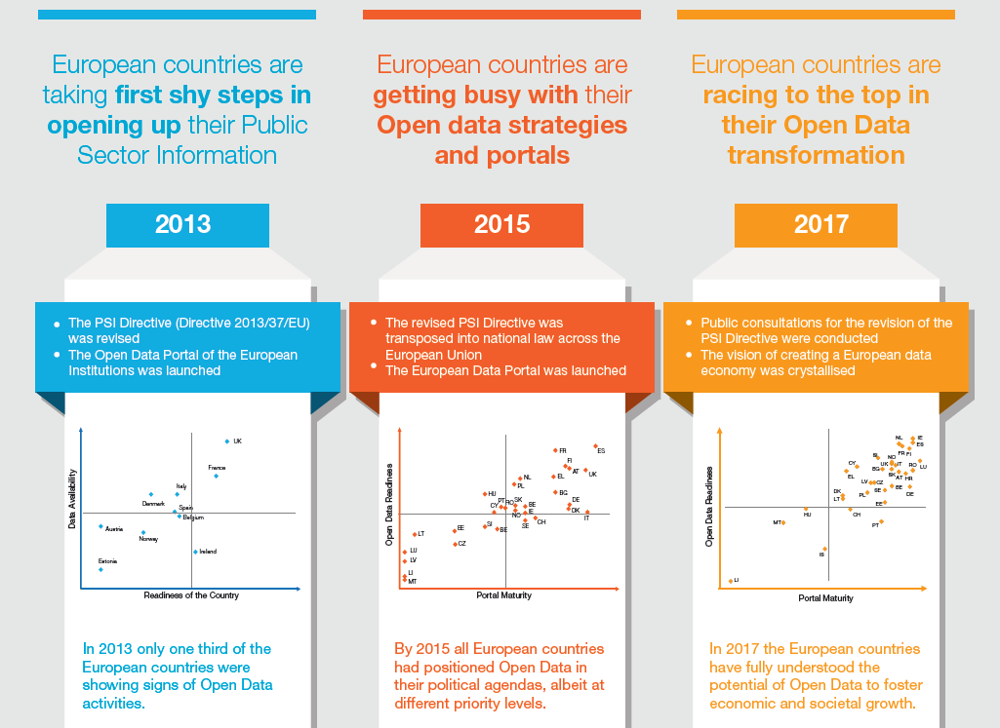 European countries are
taking first shy steps in
opening up their Public
Sector Information
2013
The PSI Directive (Directive 2013/37/EU)
was revised
The Open Data Portal of the European
Institutions was launched
Data Availability
UK
France
Italy
Denmark
Spain
Belgium
Austria
Norway
Ireland
Estonia
Readiness of the Country
In 2013 only one third of the
European countries were
showing signs of Open Data
activities.
European countries are
getting busy with their
Open data strategies
and portals
2015
The revised PSI Directive was
transposed into national law across the
European Union
The European Data Portal was launched
Open Data Readiness
FR
ES
FI
AT
UK
NL
EL
PL
HU
BG
PT
RO
SK
BE
DE
CY
IE
DK
NO
IT
SI
SE
CH
EE
BE
LT
CZ
LU
LV
LI
MT
Portal Maturity
By 2015 all European countries
had positioned Open Data in
their political agendas, albeit at
different priority levels.
European countries are
racing to the top in
their Open Data
transformation
2017
Public consultations for the revision of the
PSI Directive were conducted
The vision of creating a European data
economy was crystallised
Open Data Readiness
NL
IE
ES
FR
FI
SI
NO
CY
UK
IT
RO
LU
BG
EL
SK
AT
HR
LV
CZ
BE
DK
PL
SE
DE
LT
EE
HU
CH
MT
PT
IS
LI
Portal Maturity
In 2017 the European countries
have fully understood the
potential of Open Data to foster
economic and societal growth.